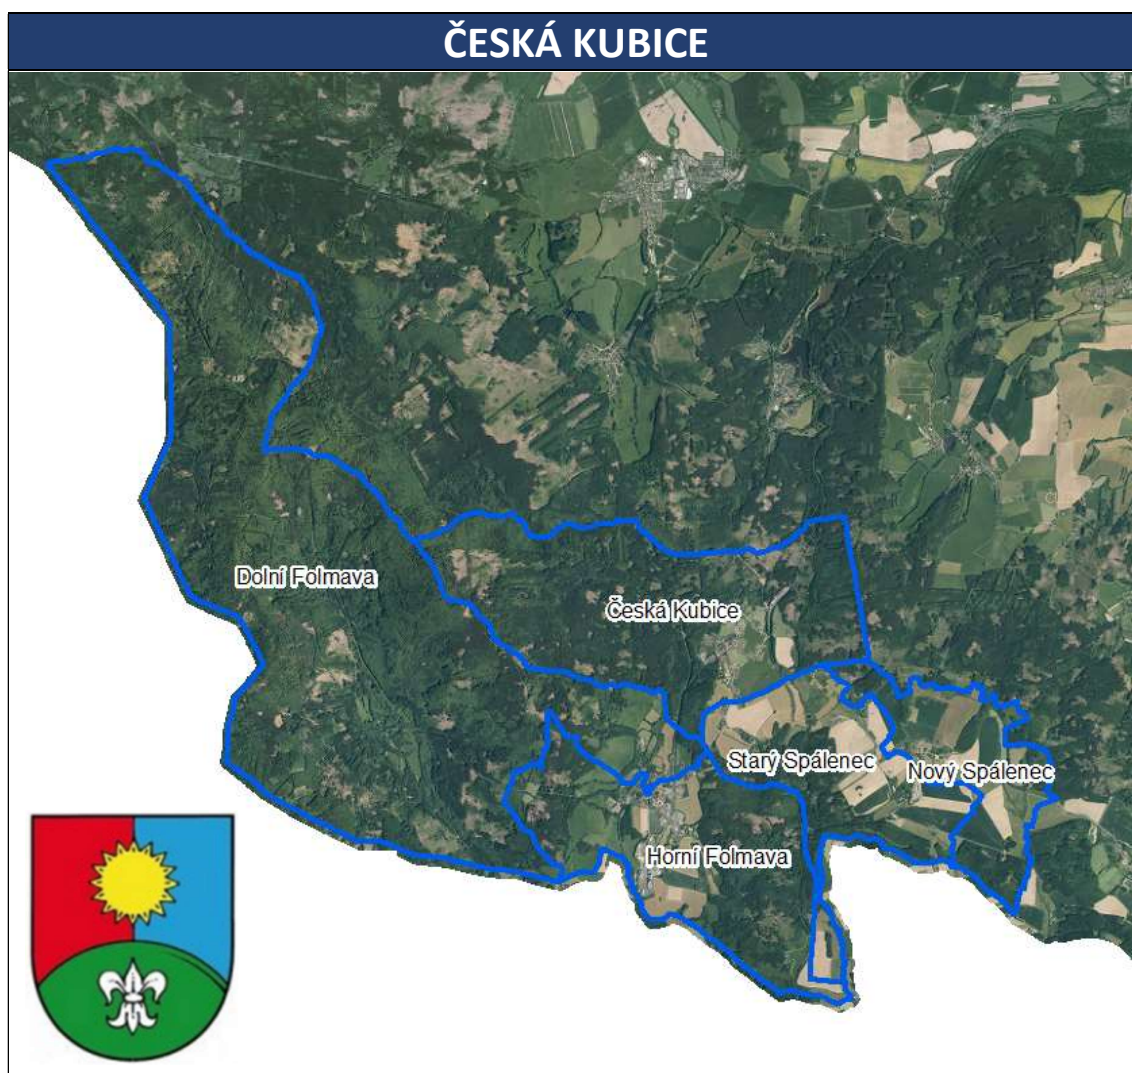 ČESKÁ KUBICE
Dolní Folmava
Česká Kubice
Starý Spálenec
Nový Spálenec
Horní Folmava